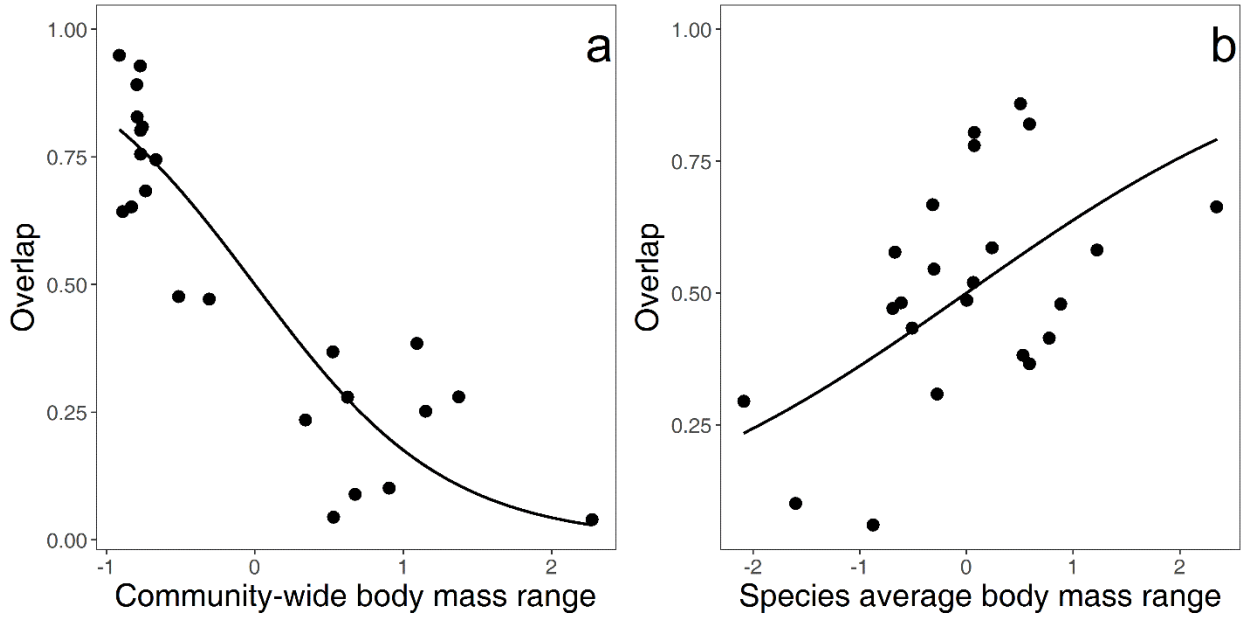 a
1.00
0.75
0.50
0.25
0.00
Overlap
-1 0 1 2
Community-wide body mass range
b
1.00
0.75
0.50
0.25
Overlap
-2 -1 0 1 2
Species average body mass range